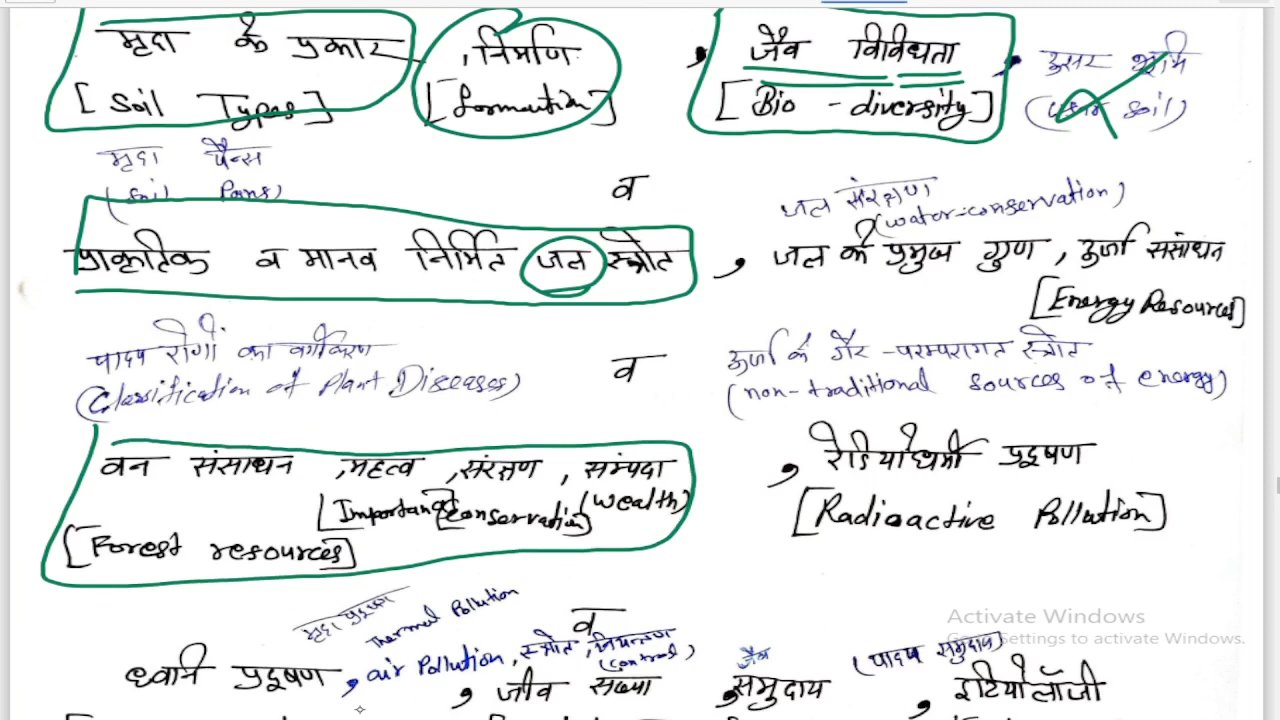 मृदा के प्रकार , निर्माण , जैव विविधता , ऊसर भूमि
[Soil Types] [formaution] [Bio - diversity] (usar Soil)
मृदा पैन्स
(Soil Pans) व जल संरक्षण
(water-conservation)
प्राकृतिक व मानव निर्मित जल स्त्रोत , जल के प्रमुख गुण , ऊर्जा संसाधन
[Energy Resources]
पादप रोगों का वर्गीकरण व ऊर्जा के गैर - परम्परागत स्त्रोत
(Classification of Plant Diseases) (non-traditional sources of energy)
वन संसाधन , महत्व , संरक्षण , सम्पदा , रेडियोधर्मी प्रदूषण
[Importance] [conservation] (wealth) [Radioactive Pollution]
[Forest resources]
मृदा प्रदूषण Thermal Pollution व
Activate Windows
Go to Settings to activate Windows.
ध्वनि प्रदूषण , air Pollution , स्त्रोत , नियन्त्रण (control)
, जीव संख्या , जैव समुदाय (पादप समुदाय) , इटियोलॉजी